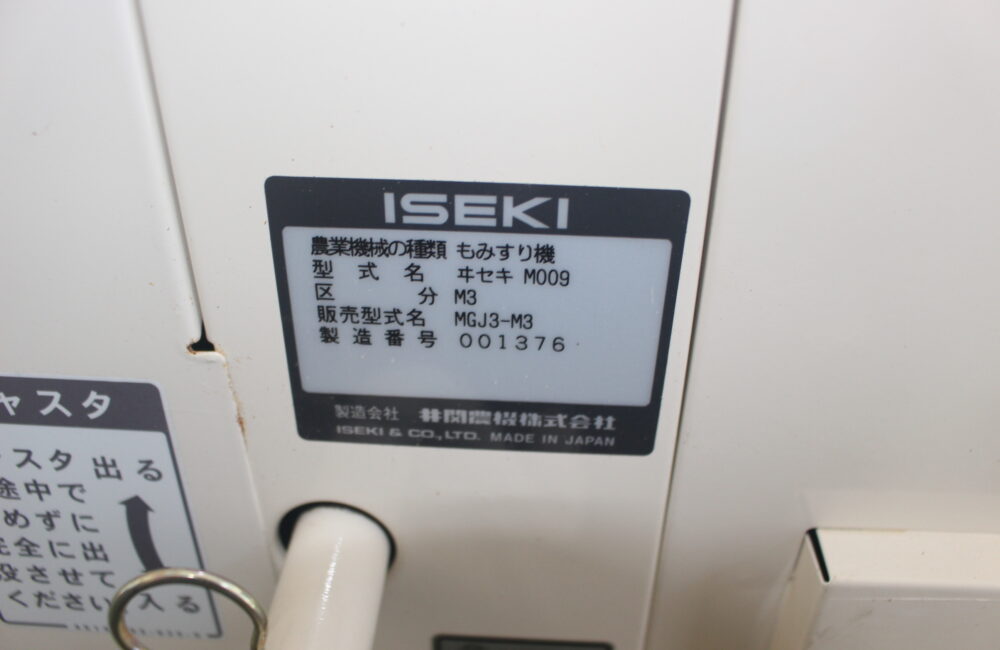 ISEKI
農業機械の種類 もみすり機
型式名 ヰセキ M009
区分 M3
販売型式名 MGJ3-M3
製造番号 001376
製造会社 井関農機株式会社
ISEKI & CO., LTD. MADE IN JAPAN
ャスタ
ャスタ 出る
途中で
めずに
完全に出
没させて
ください 入る